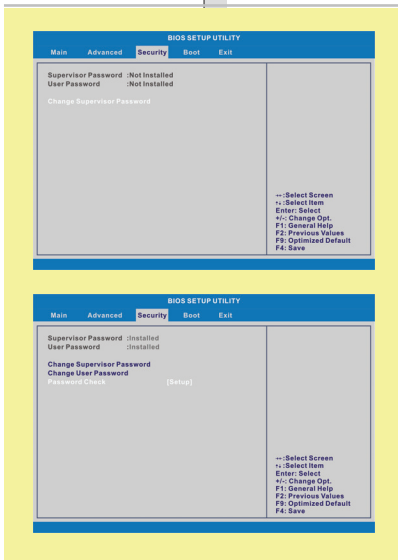 BIOS SETUP UTILITY
Main Advanced Security Boot Exit
Supervisor Password :Not Installed
User Password :Not Installed
Change Supervisor Password
↔:Select Screen
↑↓:Select Item
Enter: Select
+/-: Change Opt.
F1: General Help
F2: Previous Values
F9: Optimized Default
F4: Save
BIOS SETUP UTILITY
Main Advanced Security Boot Exit
Supervisor Password :Installed
User Password :Installed
Change Supervisor Password
Change User Password
Password Check [Setup]
↔:Select Screen
↑↓:Select Item
Enter: Select
+/-: Change Opt.
F1: General Help
F2: Previous Values
F9: Optimized Default
F4: Save